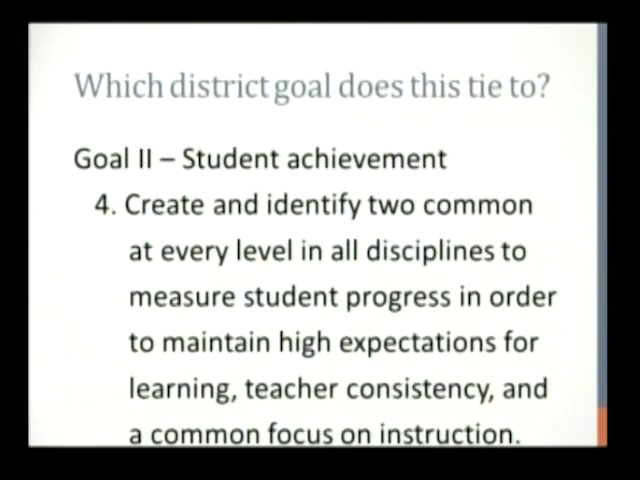 Which district goal does this tie to?
Goal II – Student achievement
4. Create and identify two common
at every level in all disciplines to
measure student progress in order
to maintain high expectations for
learning, teacher consistency, and
a common focus on instruction.